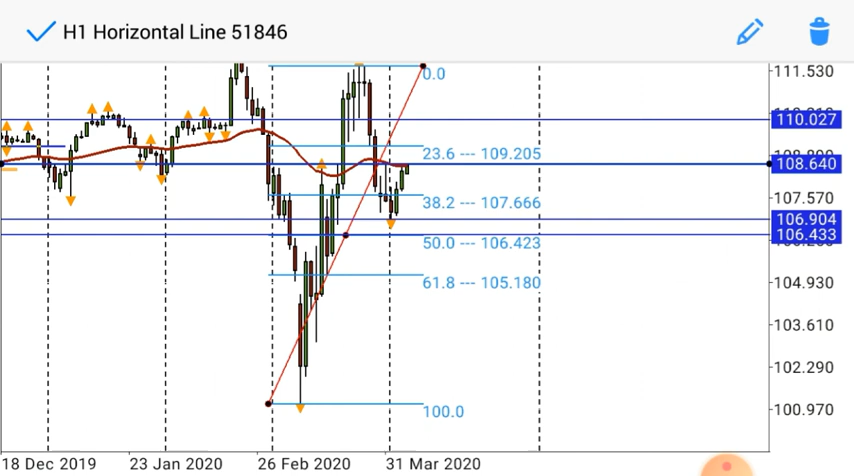 H1 Horizontal Line 51846
111.530
0.0
110.027
23.6 --- 109.205
108.640
107.570
38.2 --- 107.666
106.904
106.433
50.0 --- 106.423
61.8 --- 105.180
104.930
103.610
102.290
100.970
100.0
18 Dec 2019
23 Jan 2020
26 Feb 2020
31 Mar 2020